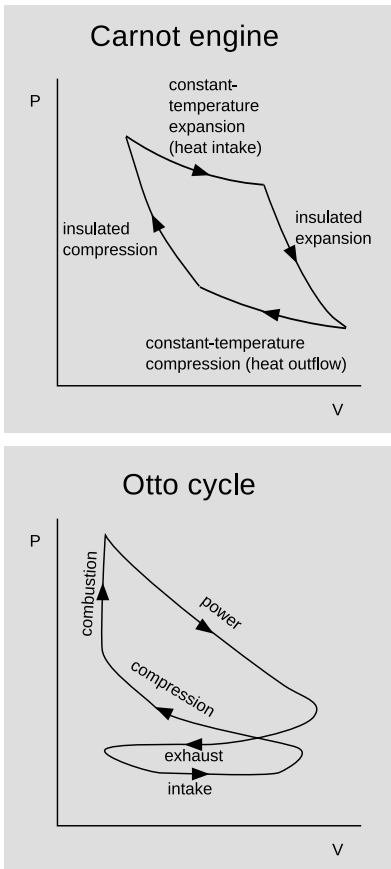 Carnot engine
P
constant-
temperature
expansion
(heat intake)
insulated
compression
insulated
expansion
constant-temperature
compression (heat outflow)
V
Otto cycle
P
combustion
power
compression
exhaust
intake
V